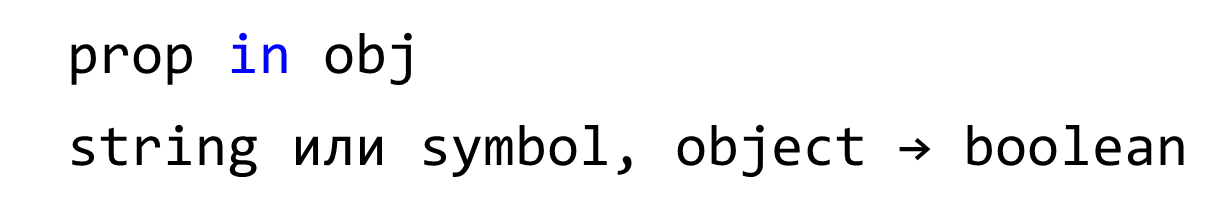 prop in obj
string или symbol, object → boolean